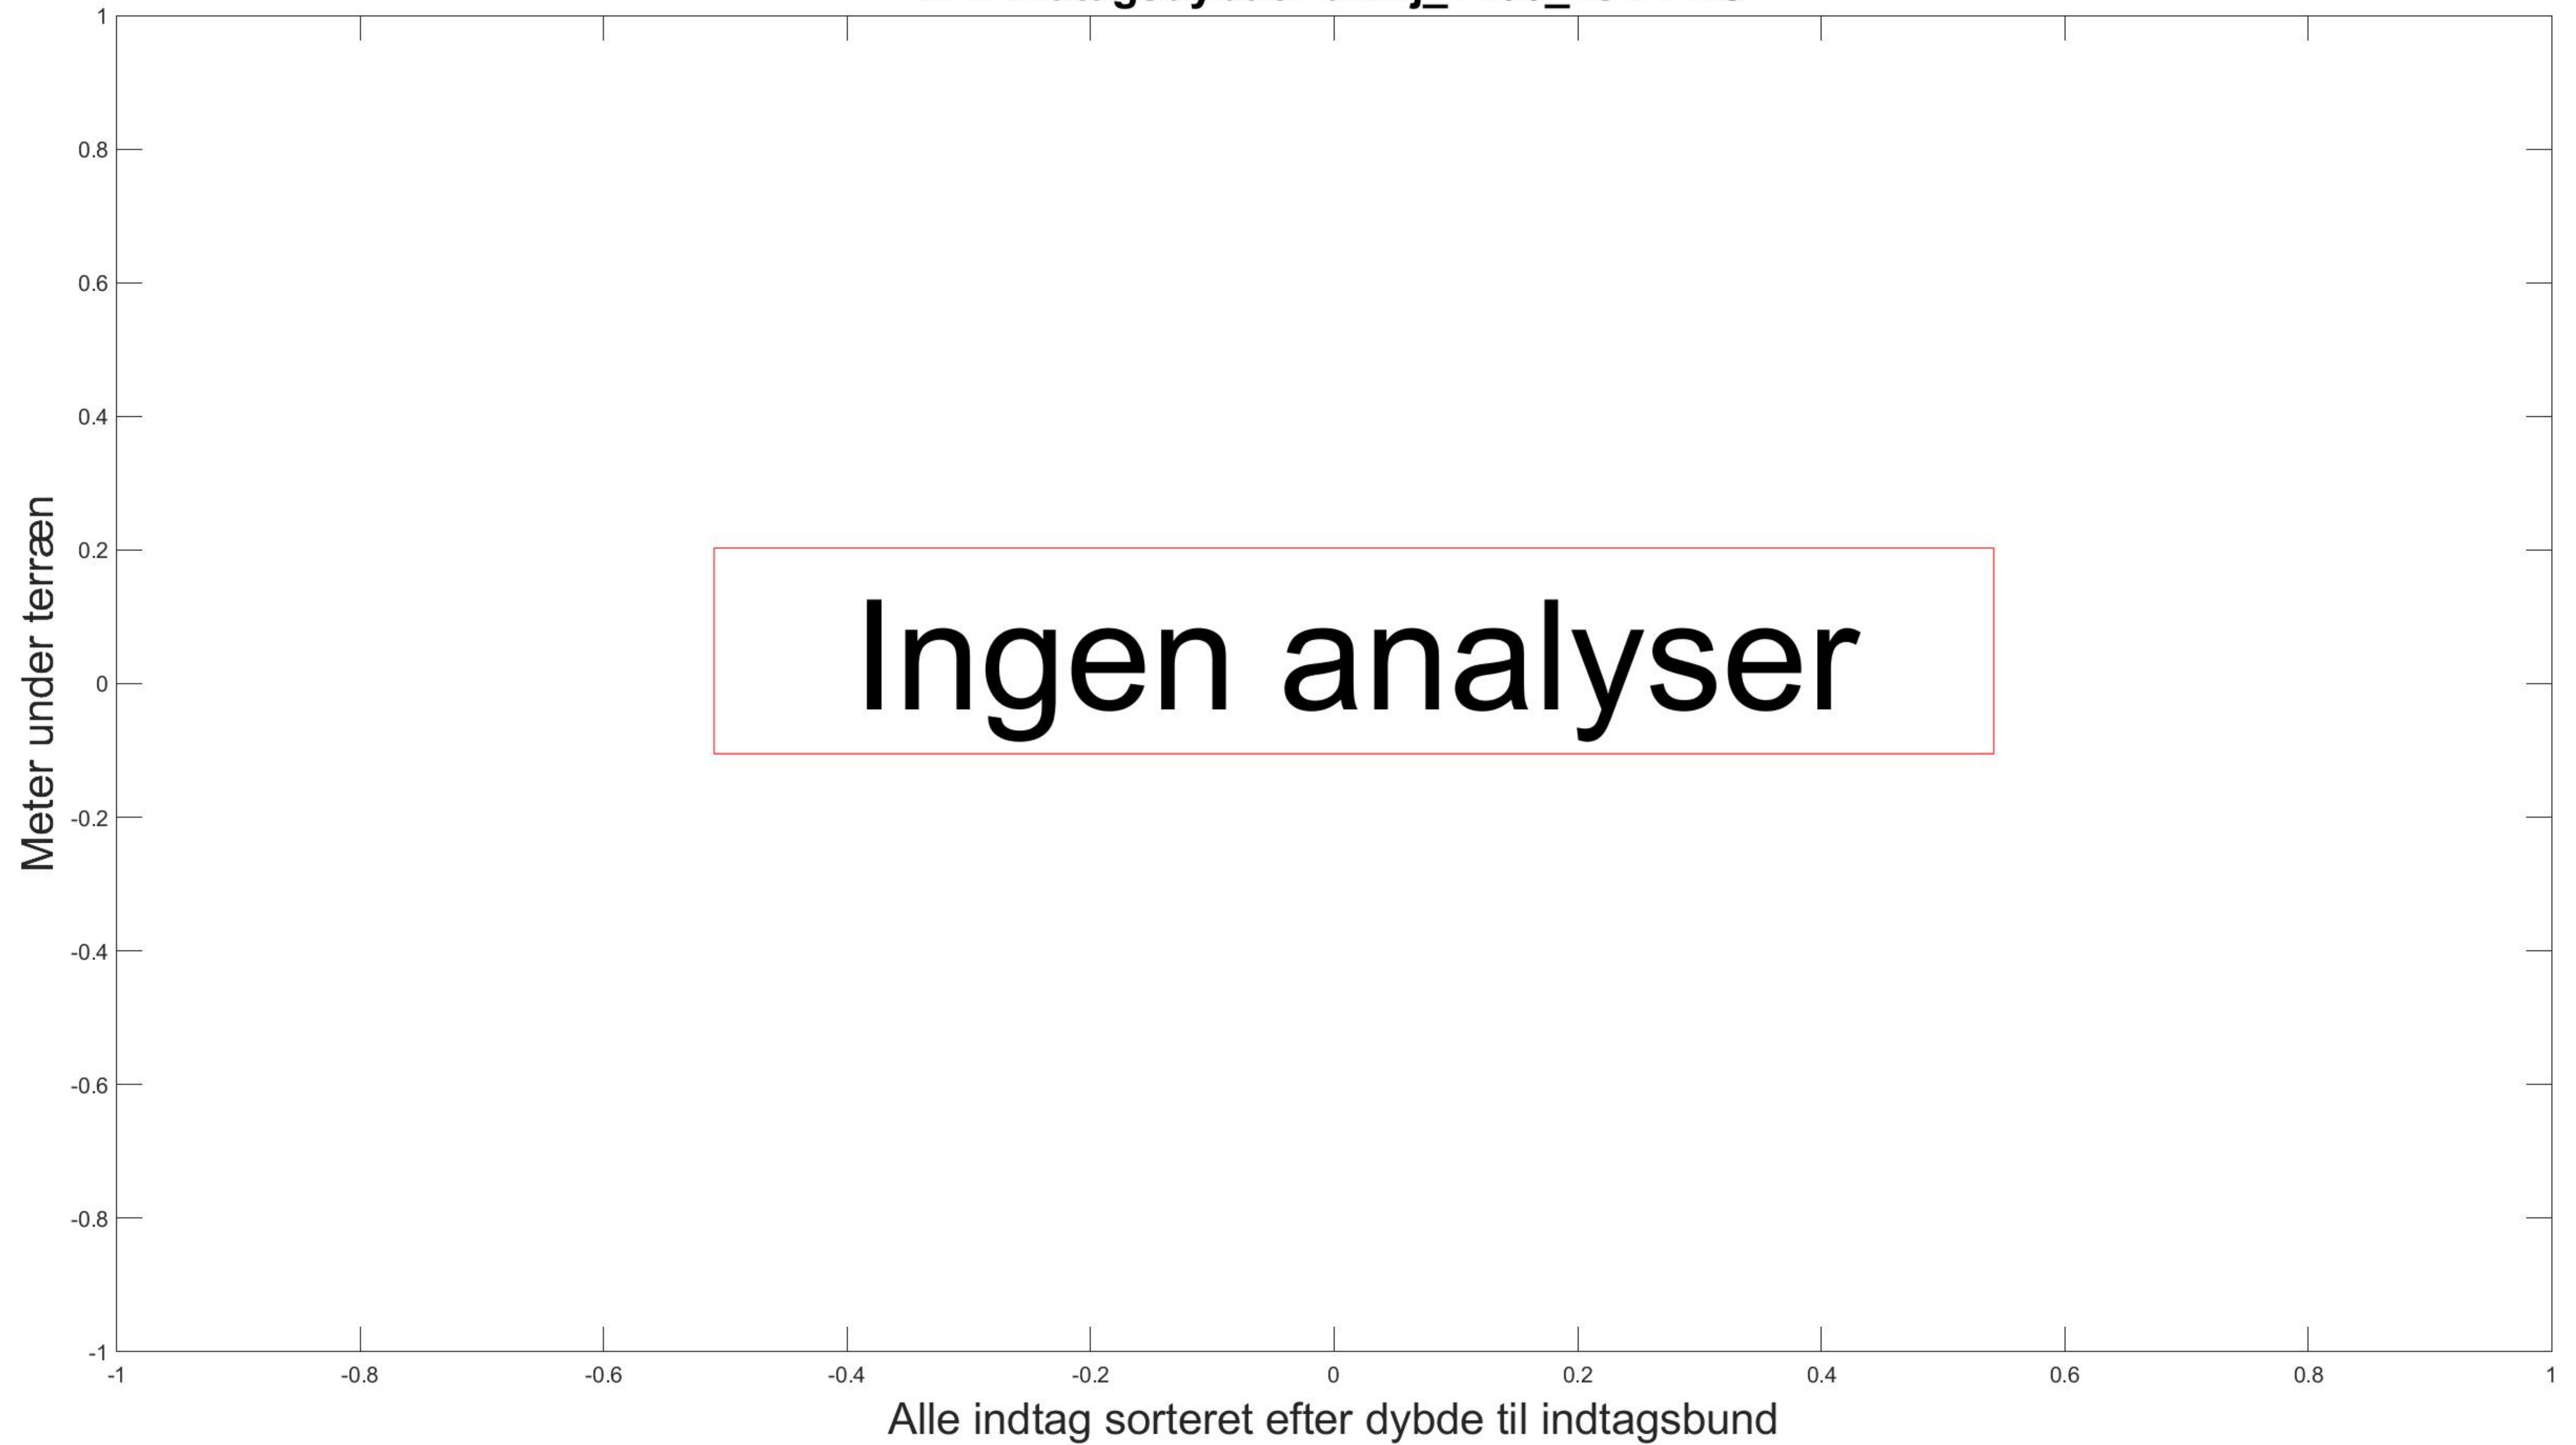 1
0.8
0.6
0.4
0.2
0
-0.2
-0.4
-0.6
-0.8
-1
Meter under terræn
Ingen analyser
-1 -0.8 -0.6 -0.4 -0.2 0 0.2 0.4 0.6 0.8 1
Alle indtag sorteret efter dybde til indtagsbund